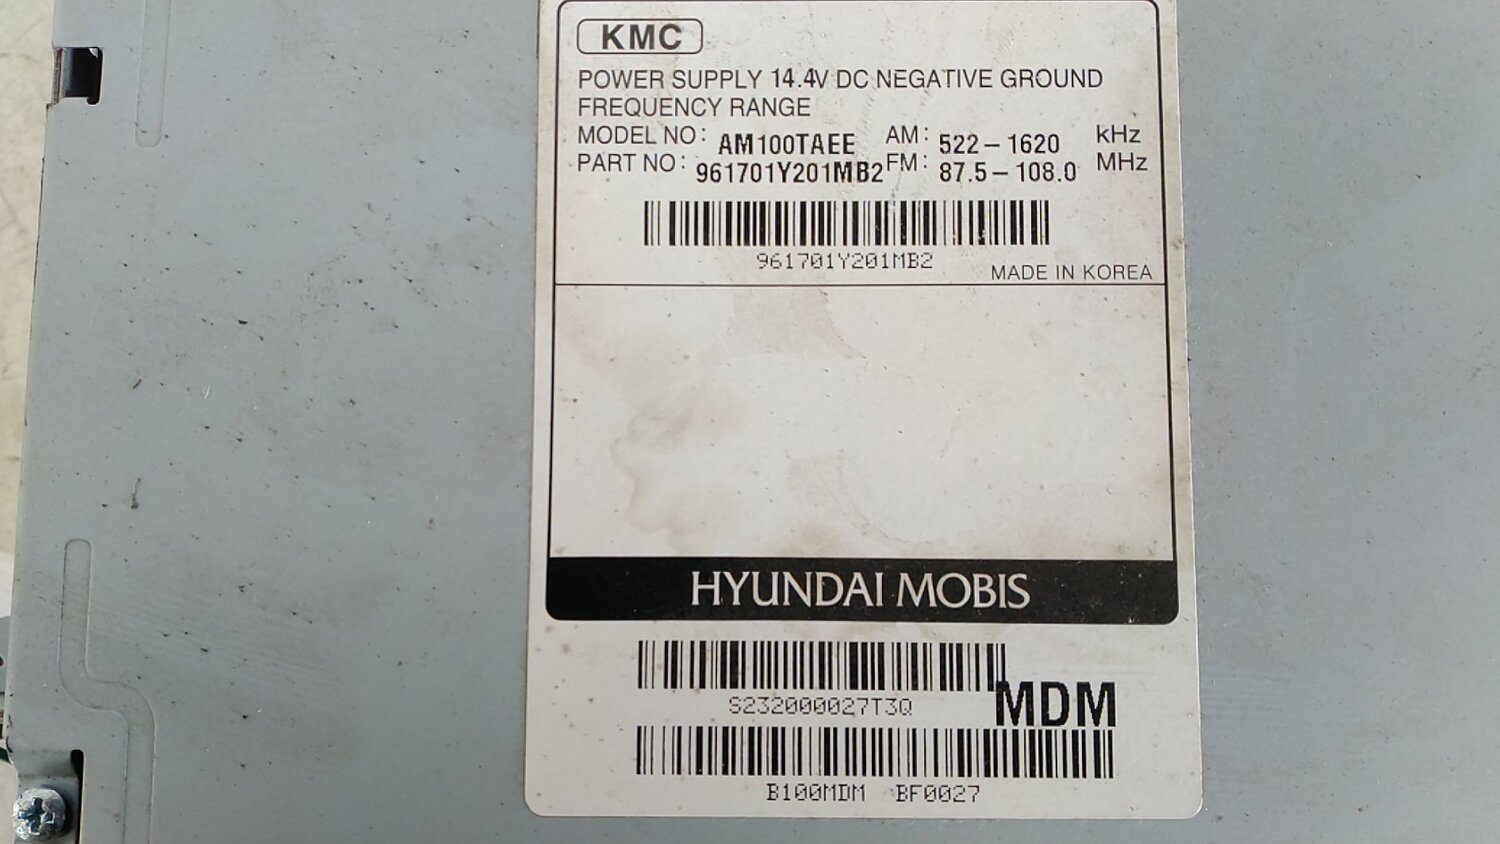 KMC
POWER SUPPLY 14.4V DC NEGATIVE GROUND
FREQUENCY RANGE
MODEL NO: AM100TAEE AM: 522-1620 kHz
PART NO: 961701Y201MB2 FM: 87.5-108.0 MHz
961701Y201MB2
MADE IN KOREA
HYUNDAI MOBIS
S232000027T3Q
MDM
B100MDM BF0027